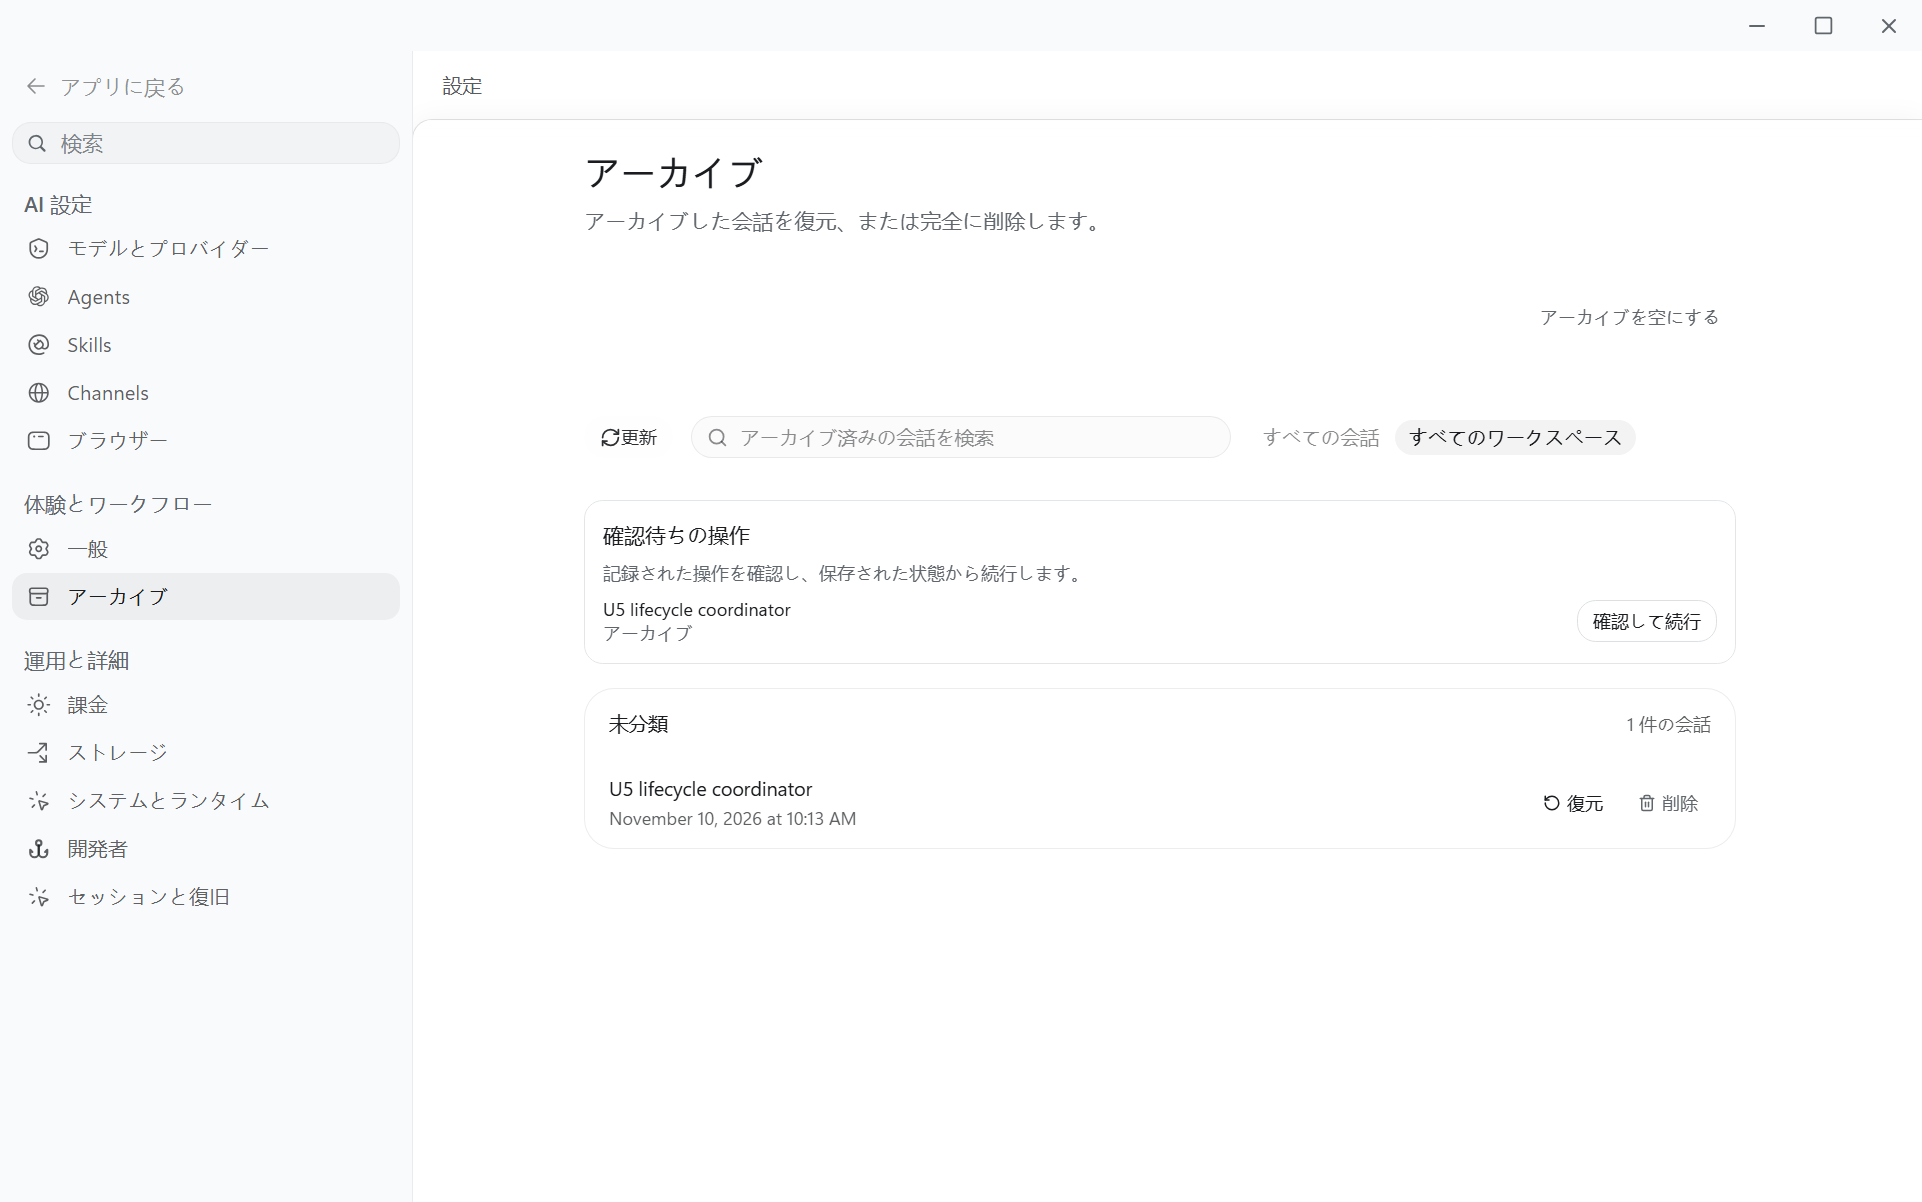 アプリに戻る
検索
AI 設定
モデルとプロバイダー
Agents
Skills
Channels
ブラウザー
体験とワークフロー
一般
アーカイブ
運用と詳細
課金
ストレージ
システムとランタイム
開発者
セッションと復旧
設定
アーカイブ
アーカイブした会話を復元、または完全に削除します。
アーカイブを空にする
更新
アーカイブ済みの会話を検索
すべての会話
すべてのワークスペース
確認待ちの操作
記録された操作を確認し、保存された状態から続行します。
U5 lifecycle coordinator
アーカイブ
確認して続行
未分類
1 件の会話
U5 lifecycle coordinator
November 10, 2026 at 10:13 AM
復元
削除